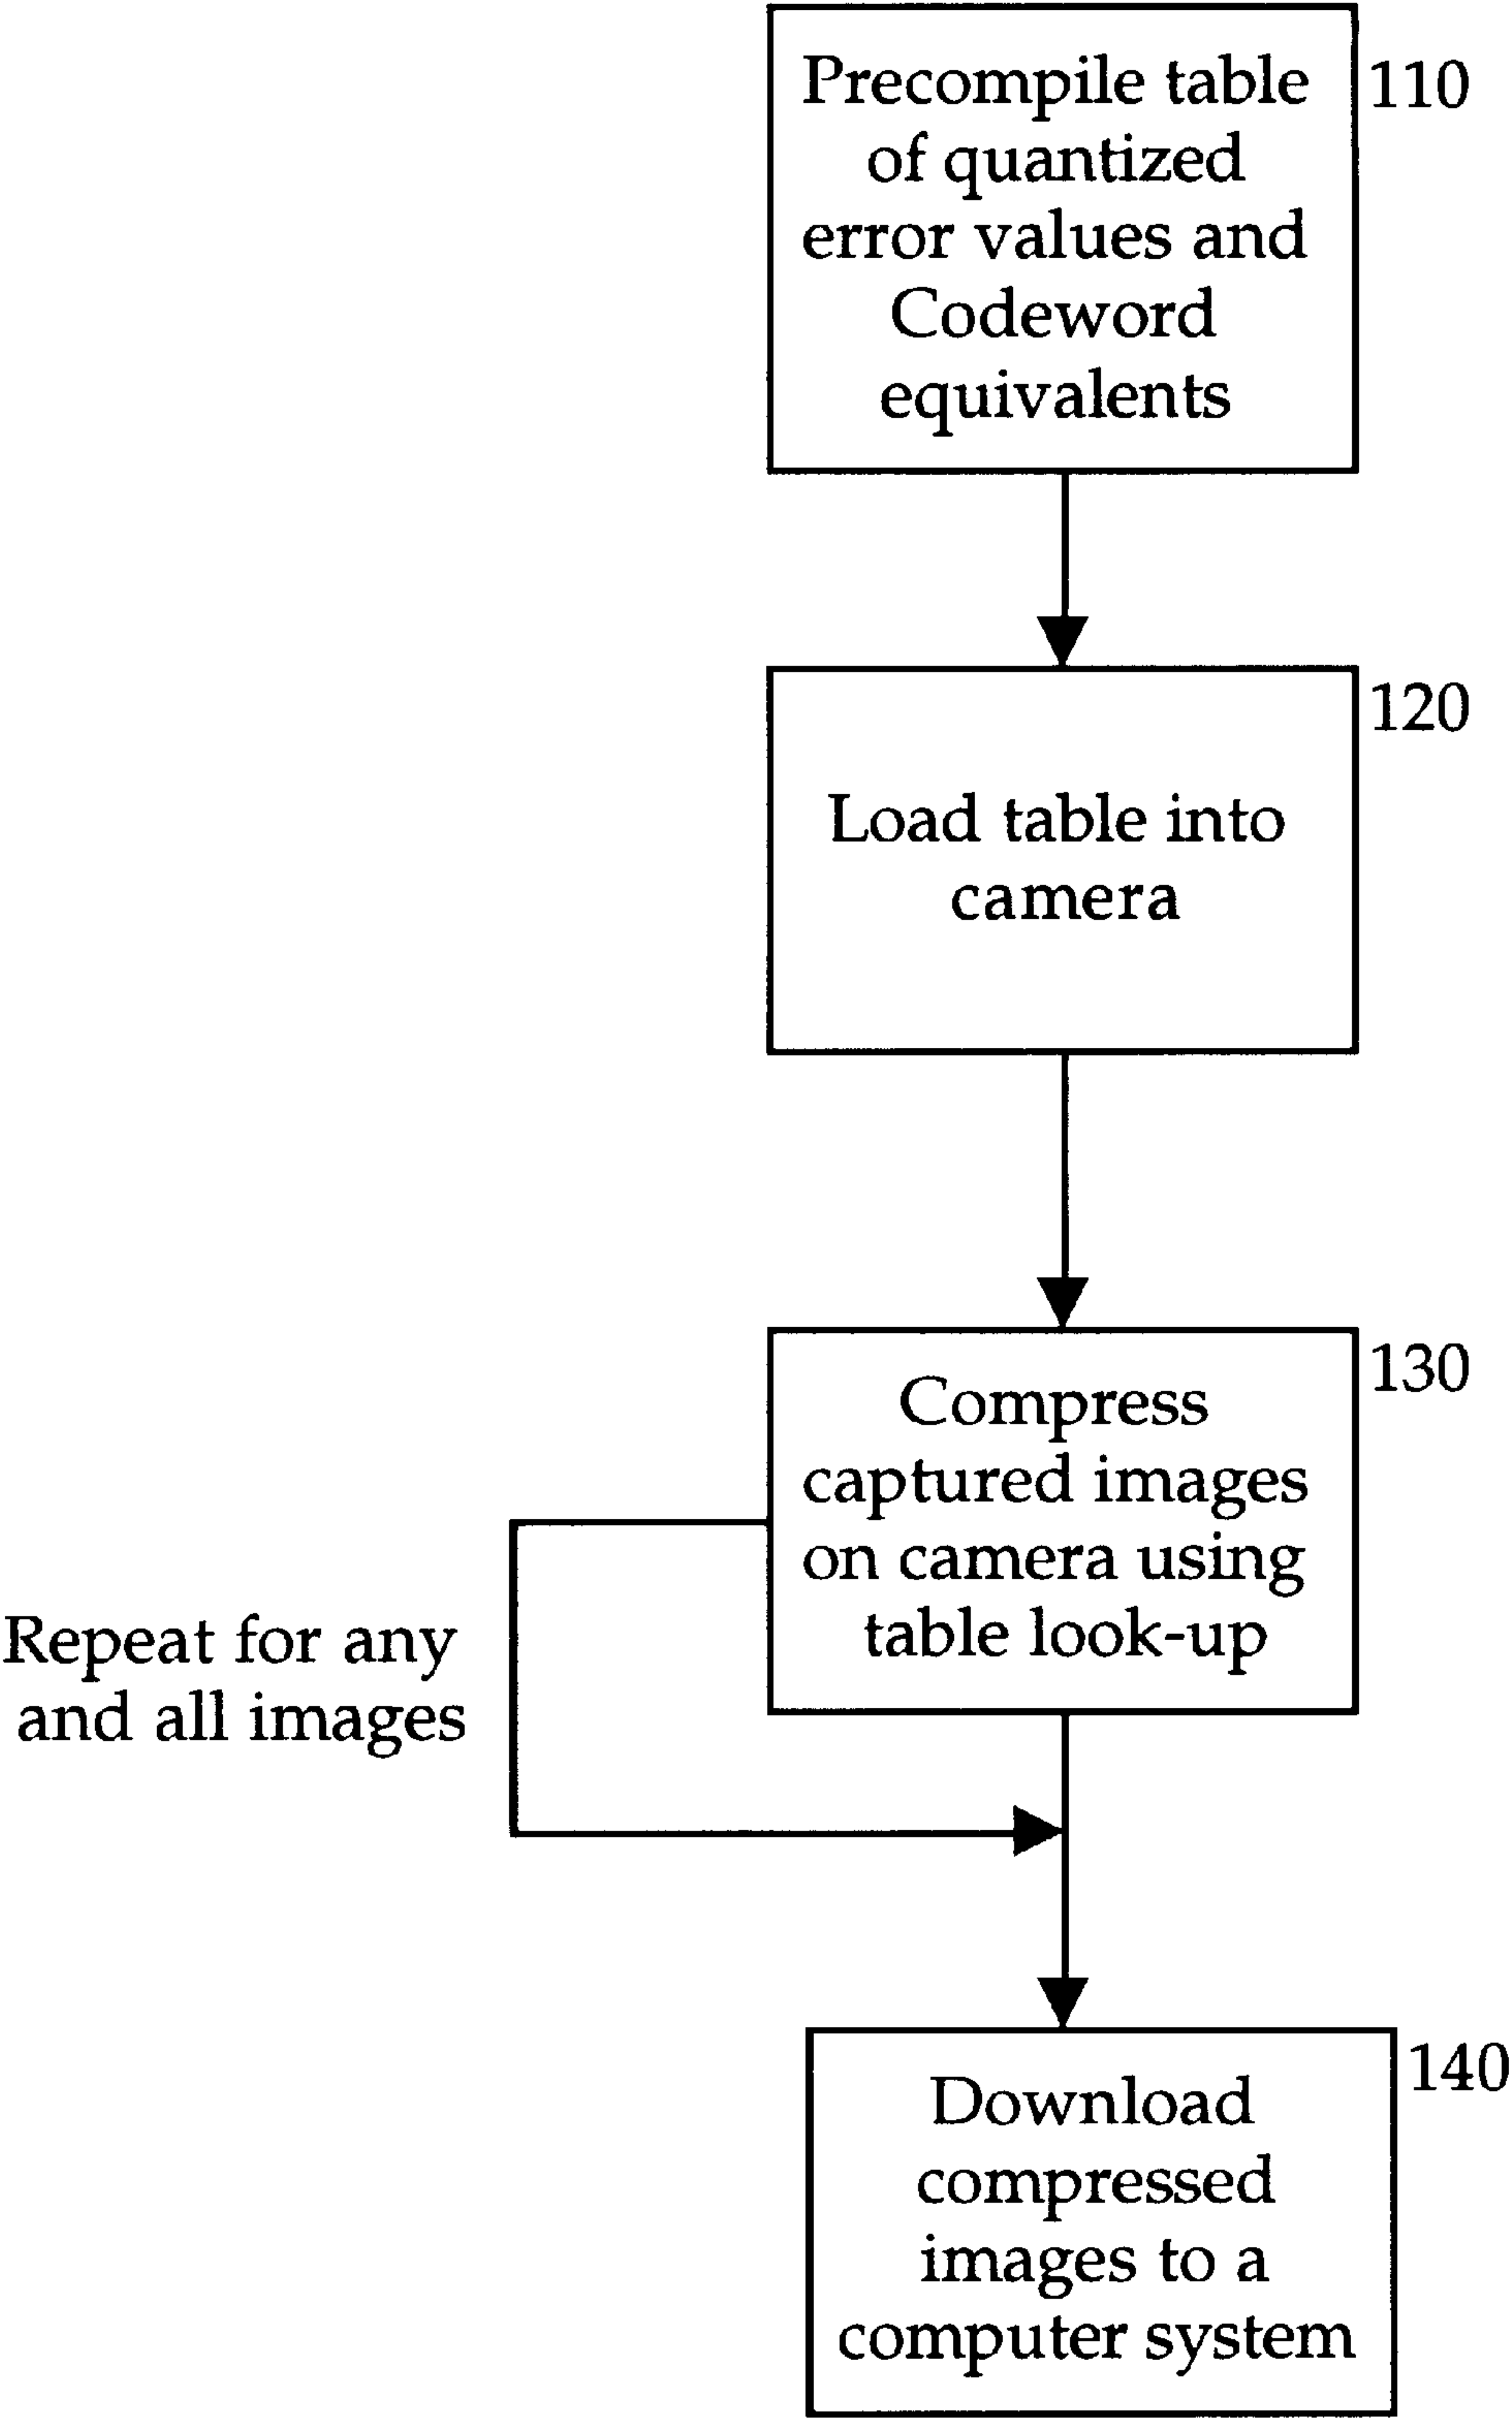 Precompile table
of quantized
error values and
Codeword
equivalents
110
Load table into
camera
120
Compress
captured images
on camera using
table look-up
130
Repeat for any
and all images
Download
compressed
images to a
computer system
140